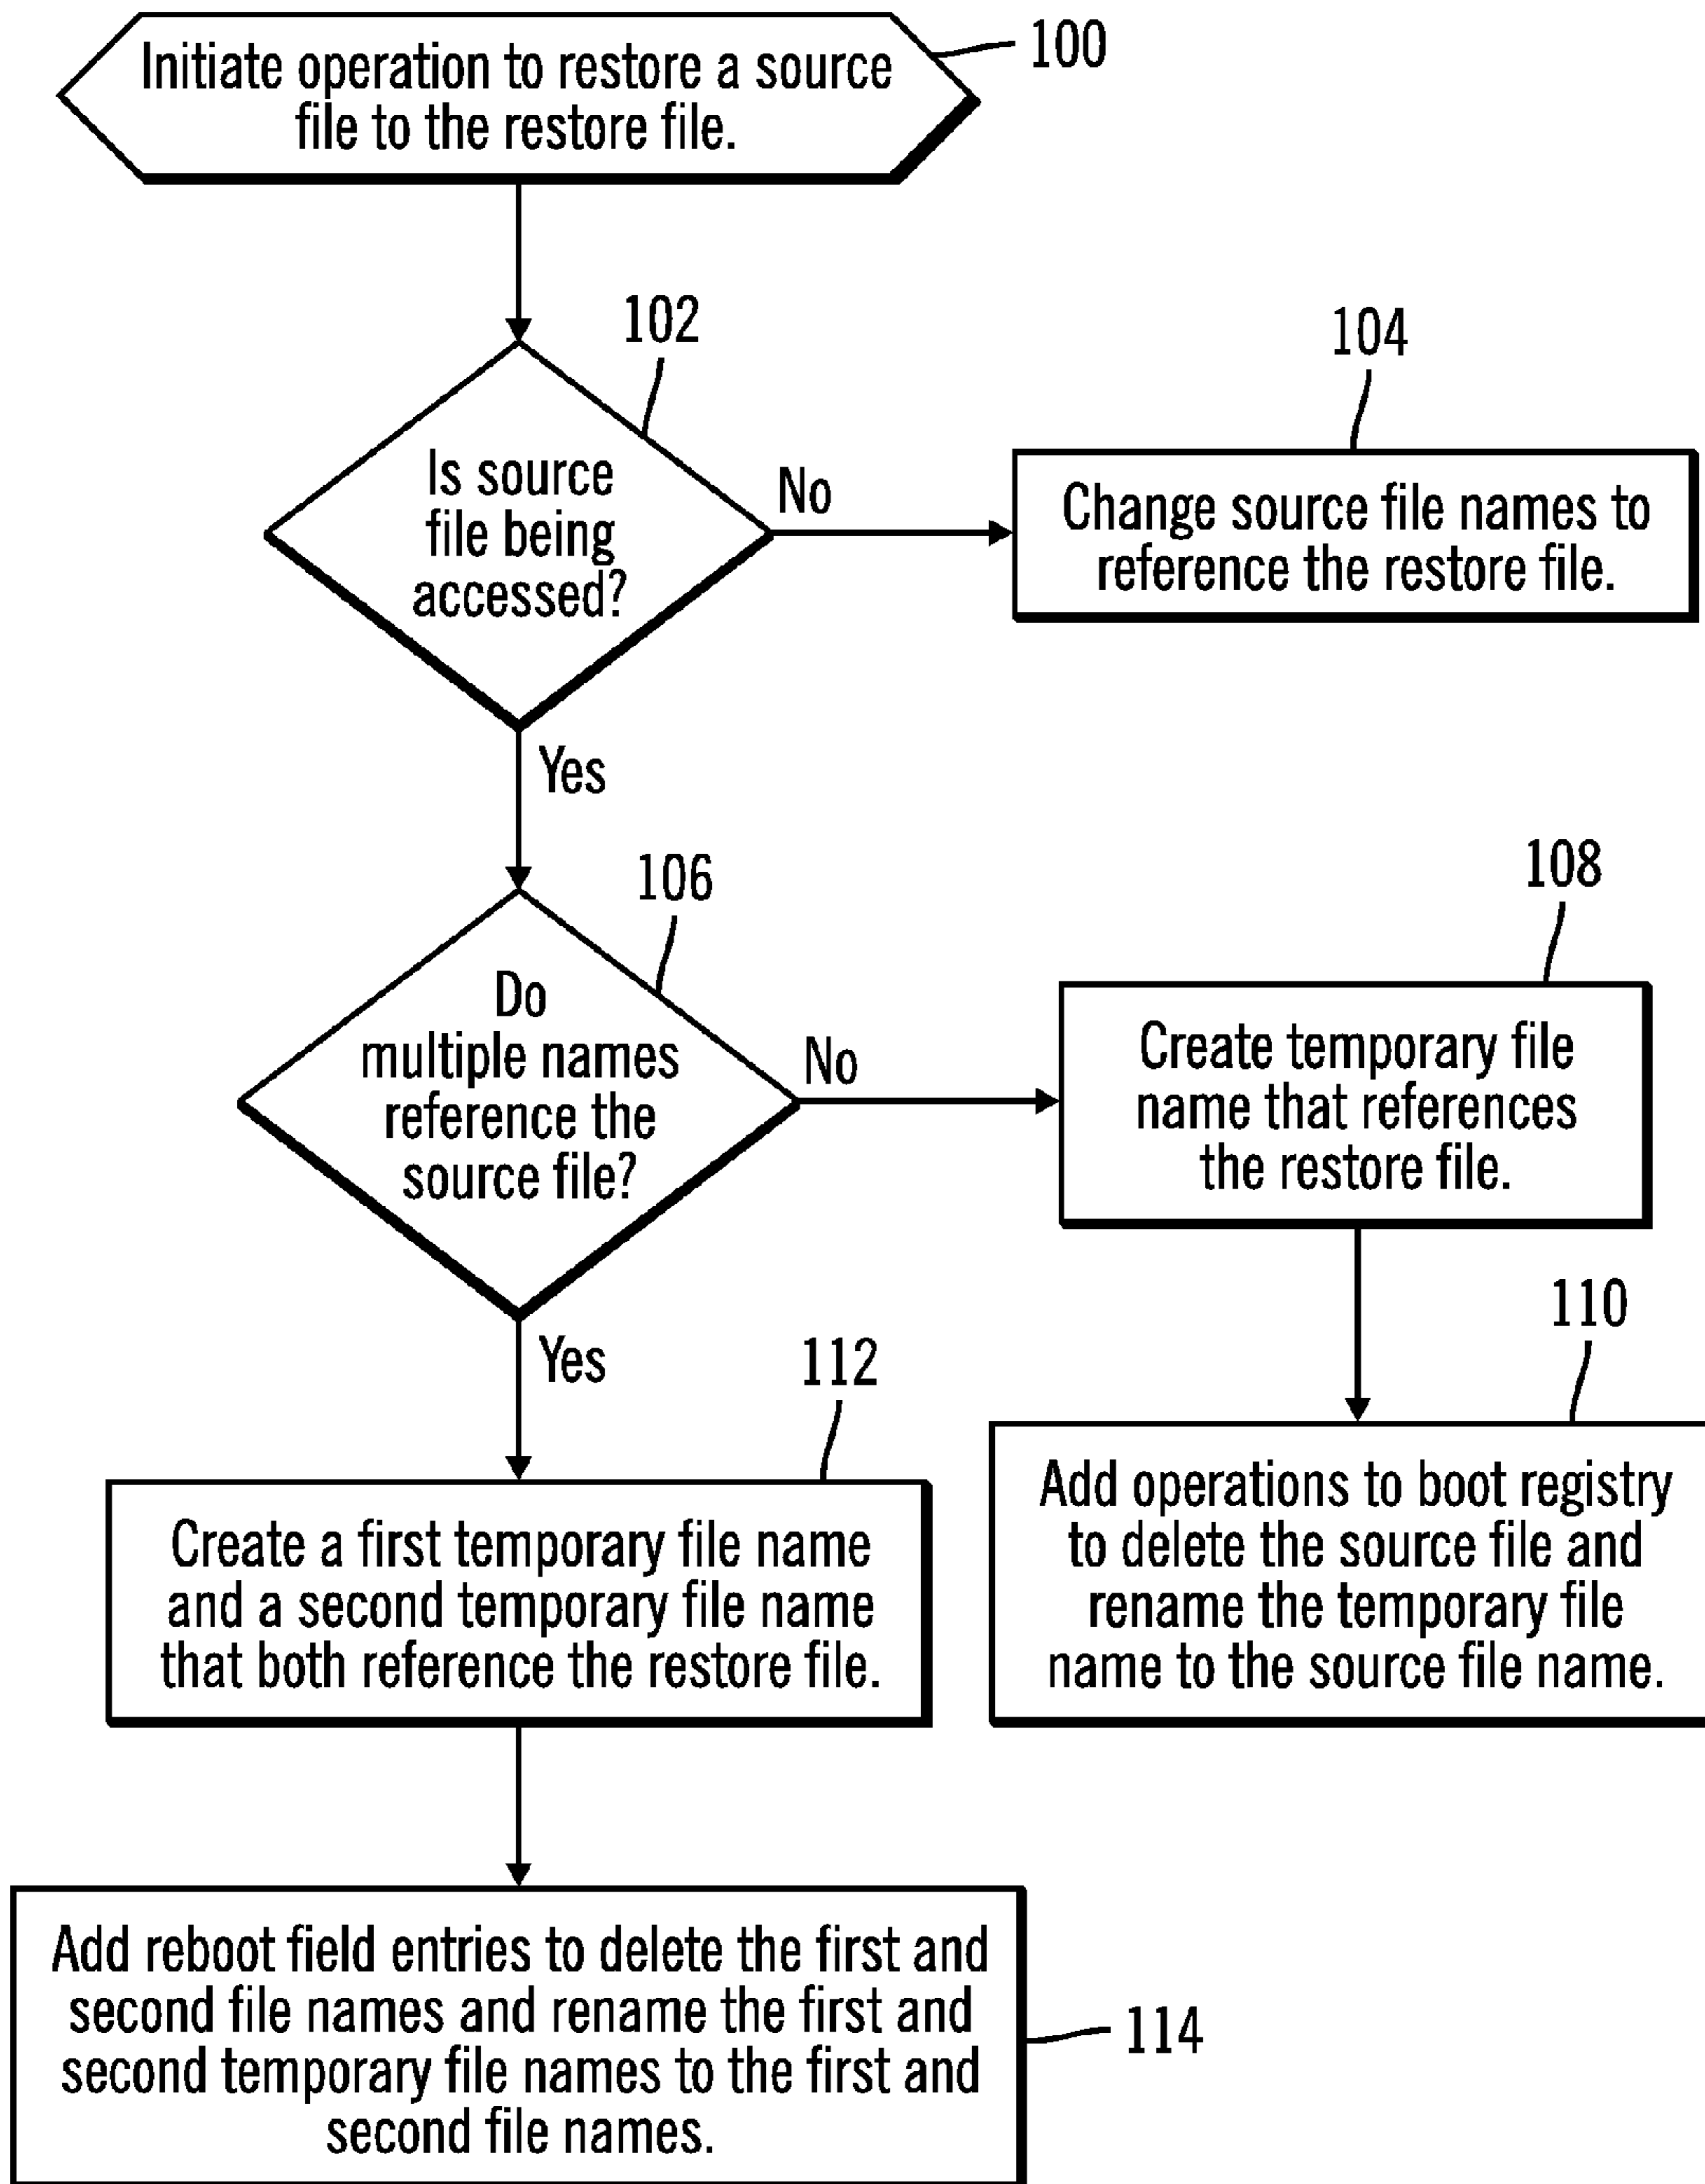 Initiate operation to restore a source
file to the restore file.
100
102
Is source
file being
accessed?
No
104
Change source file names to
reference the restore file.
Yes
106
Do
multiple names
reference the
source file?
No
108
Create temporary file
name that references
the restore file.
110
Add operations to boot registry
to delete the source file and
rename the temporary file
name to the source file name.
Yes
112
Create a first temporary file name
and a second temporary file name
that both reference the restore file.
Add reboot field entries to delete the first and
second file names and rename the first and
second temporary file names to the first and
second file names.
114